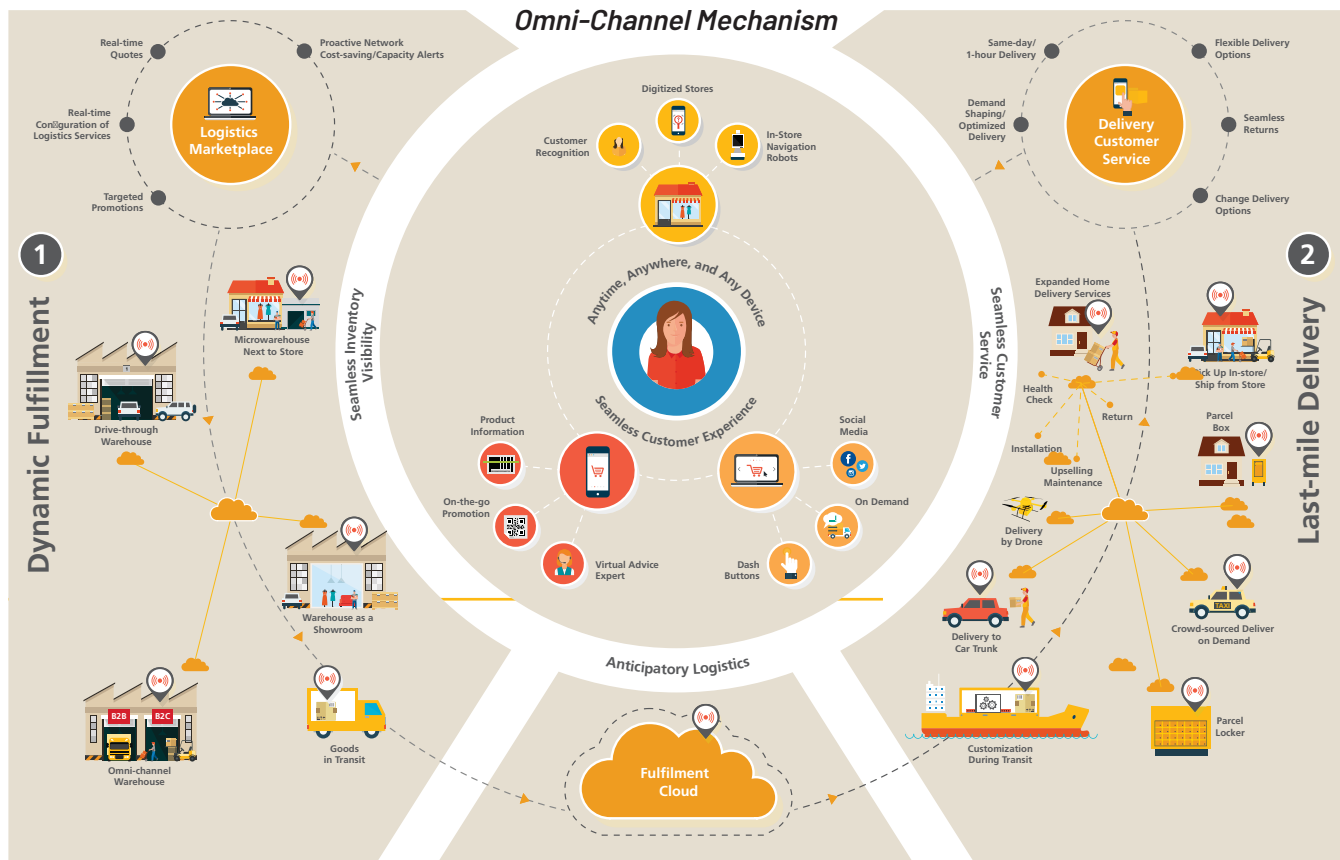 Omni-Channel Mechanism
Real-time
Quotes
Proactive Network
Cost-saving/Capacity Alerts
Real-time
Configuration of
Logistics Services
Targeted
Promotions
Logistics
Marketplace
1
Dynamic Fulfillment
Microwarehouse
Next to Store
Drive-through
Warehouse
Warehouse as a
Showroom
B2B
B2C
Omni-channel
Warehouse
Goods
in Transit
Seamless Inventory
Visibility
Digitized Stores
Customer
Recognition
In-Store
Navigation
Robots
Anytime, Anywhere, and Any Device
Seamless Customer Experience
Product
Information
On-the-go
Promotion
Virtual Advice
Expert
Social
Media
On Demand
Dash
Buttons
Seamless Customer
Service
Anticipatory Logistics
Fulfilment
Cloud
Same-day/
1-hour Delivery
Flexible Delivery
Options
Demand
Shaping/
Optimized
Delivery
Seamless
Returns
Change Delivery
Options
Delivery
Customer
Service
2
Last-mile Delivery
Expanded Home
Delivery Services
Pick Up In-store/
Ship from Store
Health
Check
Return
Installation
Upselling
Maintenance
Parcel
Box
Delivery
by Drone
Delivery to
Car Trunk
TAXI
Crowd-sourced Deliver
on Demand
Customization
During Transit
Parcel
Locker